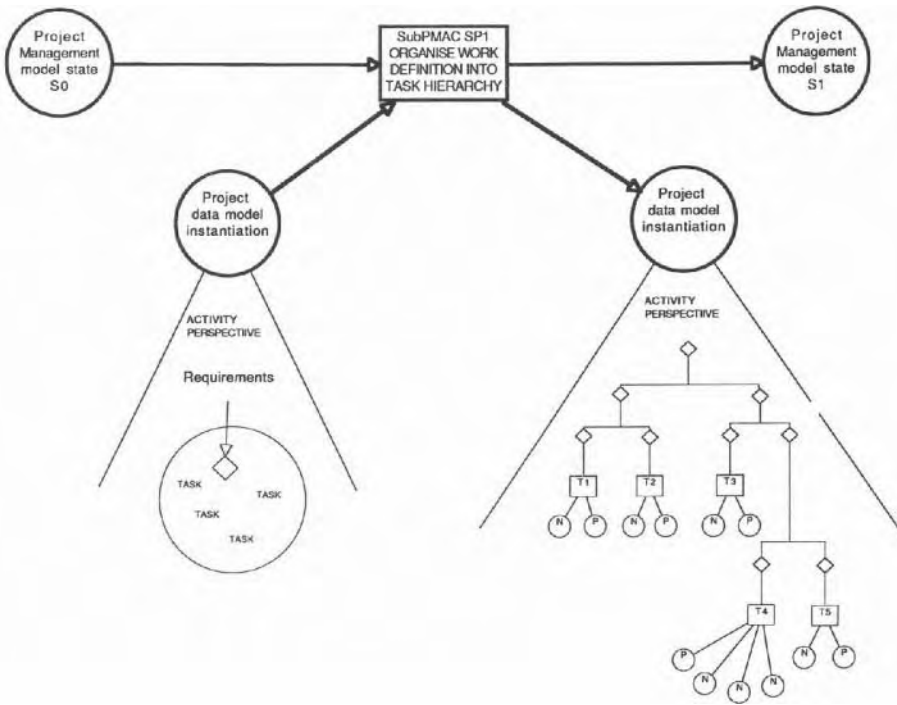 Project
Management
model state
S0
SubPMAC SP1
ORGANISE WORK
DEFINITION INTO
TASK HIERARCHY
Project
Management
model state
S1
Project
data model
instantiation
Project
data model
instantiation
ACTIVITY
PERSPECTIIVE
Requirements
TASK
TASK
TASK
TASK
ACTIVITY
PERSPECTIVE
T1
T2
T3
N
P
N
P
N
P
T4
T5
P
N
N
N
N
P